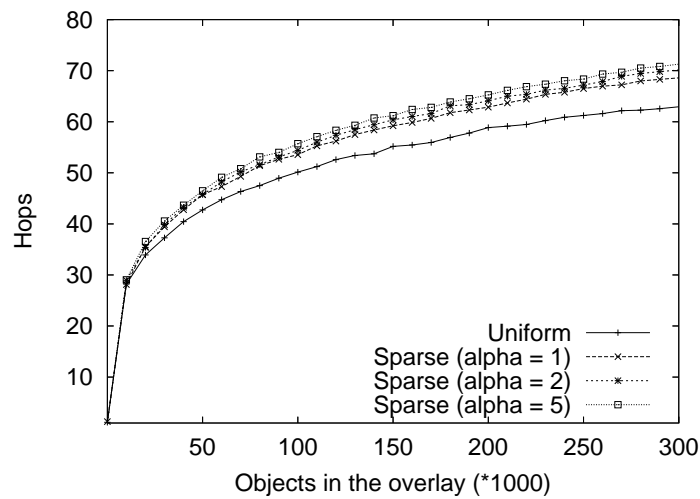 80
70
60
50
40
30
20
10
Hops
Uniform
Sparse (alpha = 1)
Sparse (alpha = 2)
Sparse (alpha = 5)
50 100 150 200 250 300
Objects in the overlay (*1000)